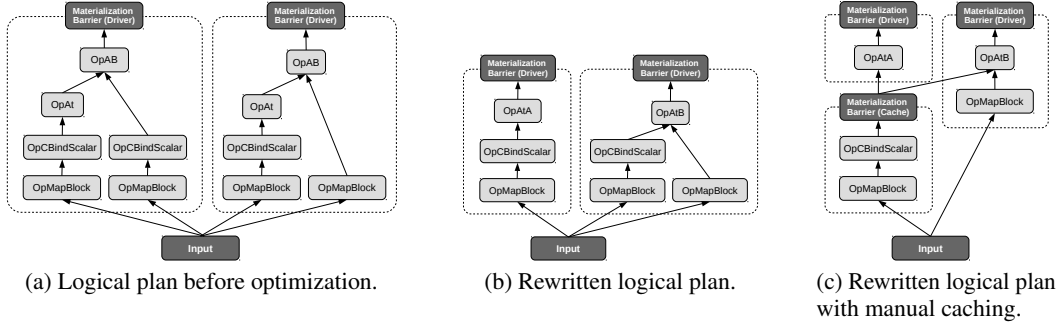 Materialization
Barrier (Driver)
OpAB
OpAt
OpCBindScalar
OpCBindScalar
OpMapBlock
OpMapBlock
Materialization
Barrier (Driver)
OpAB
OpAt
OpCBindScalar
OpMapBlock
OpMapBlock
Input
(a) Logical plan before optimization.
Materialization
Barrier (Driver)
OpAtA
OpCBindScalar
OpMapBlock
Materialization
Barrier (Driver)
OpAtB
OpCBindScalar
OpMapBlock
OpMapBlock
Input
(b) Rewritten logical plan.
Materialization
Barrier (Driver)
OpAtA
Materialization
Barrier (Cache)
OpCBindScalar
OpMapBlock
Materialization
Barrier (Driver)
OpAtB
OpMapBlock
Input
(c) Rewritten logical plan
with manual caching.